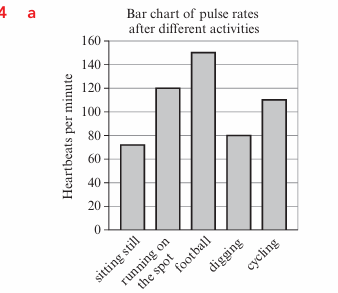 4 a
Bar chart of pulse rates
after different activities
Heartbeats per minute
160
140
120
100
80
60
40
20
0
sitting still
running on
the spot
football
digging
cycling